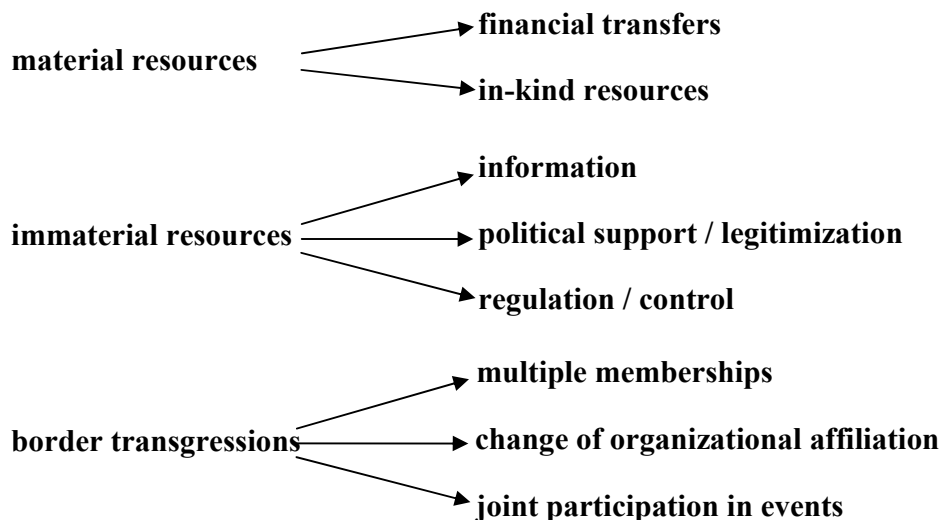 financial transfers
material resources
in-kind resources
information
immaterial resources
political support / legitimization
regulation / control
multiple memberships
border transgressions
change of organizational affiliation
joint participation in events